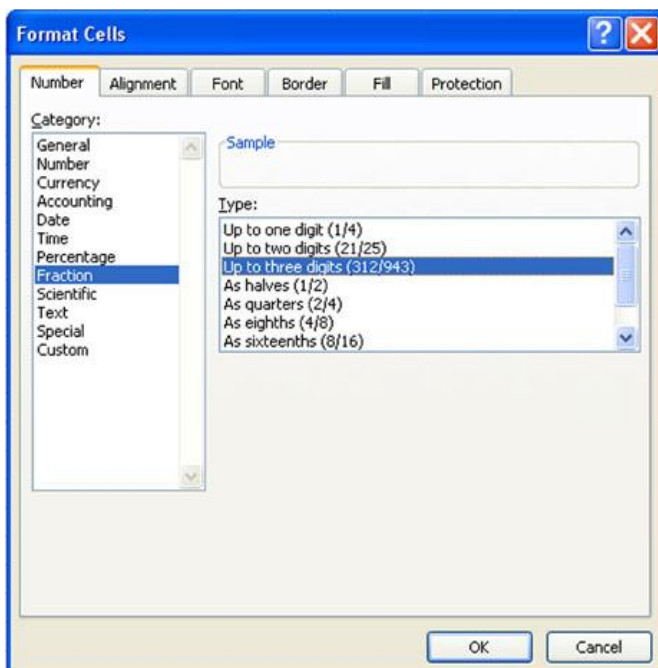 Format Cells
?
Number Alignment Font Border Fill Protection
Category:
General
Number
Currency
Accounting
Date
Time
Percentage
Fraction
Scientific
Text
Special
Custom
Sample
Type:
Up to one digit (1/4)
Up to two digits (21/25)
Up to three digits (312/943)
As halves (1/2)
As quarters (2/4)
As eighths (4/8)
As sixteenths (8/16)
OK Cancel